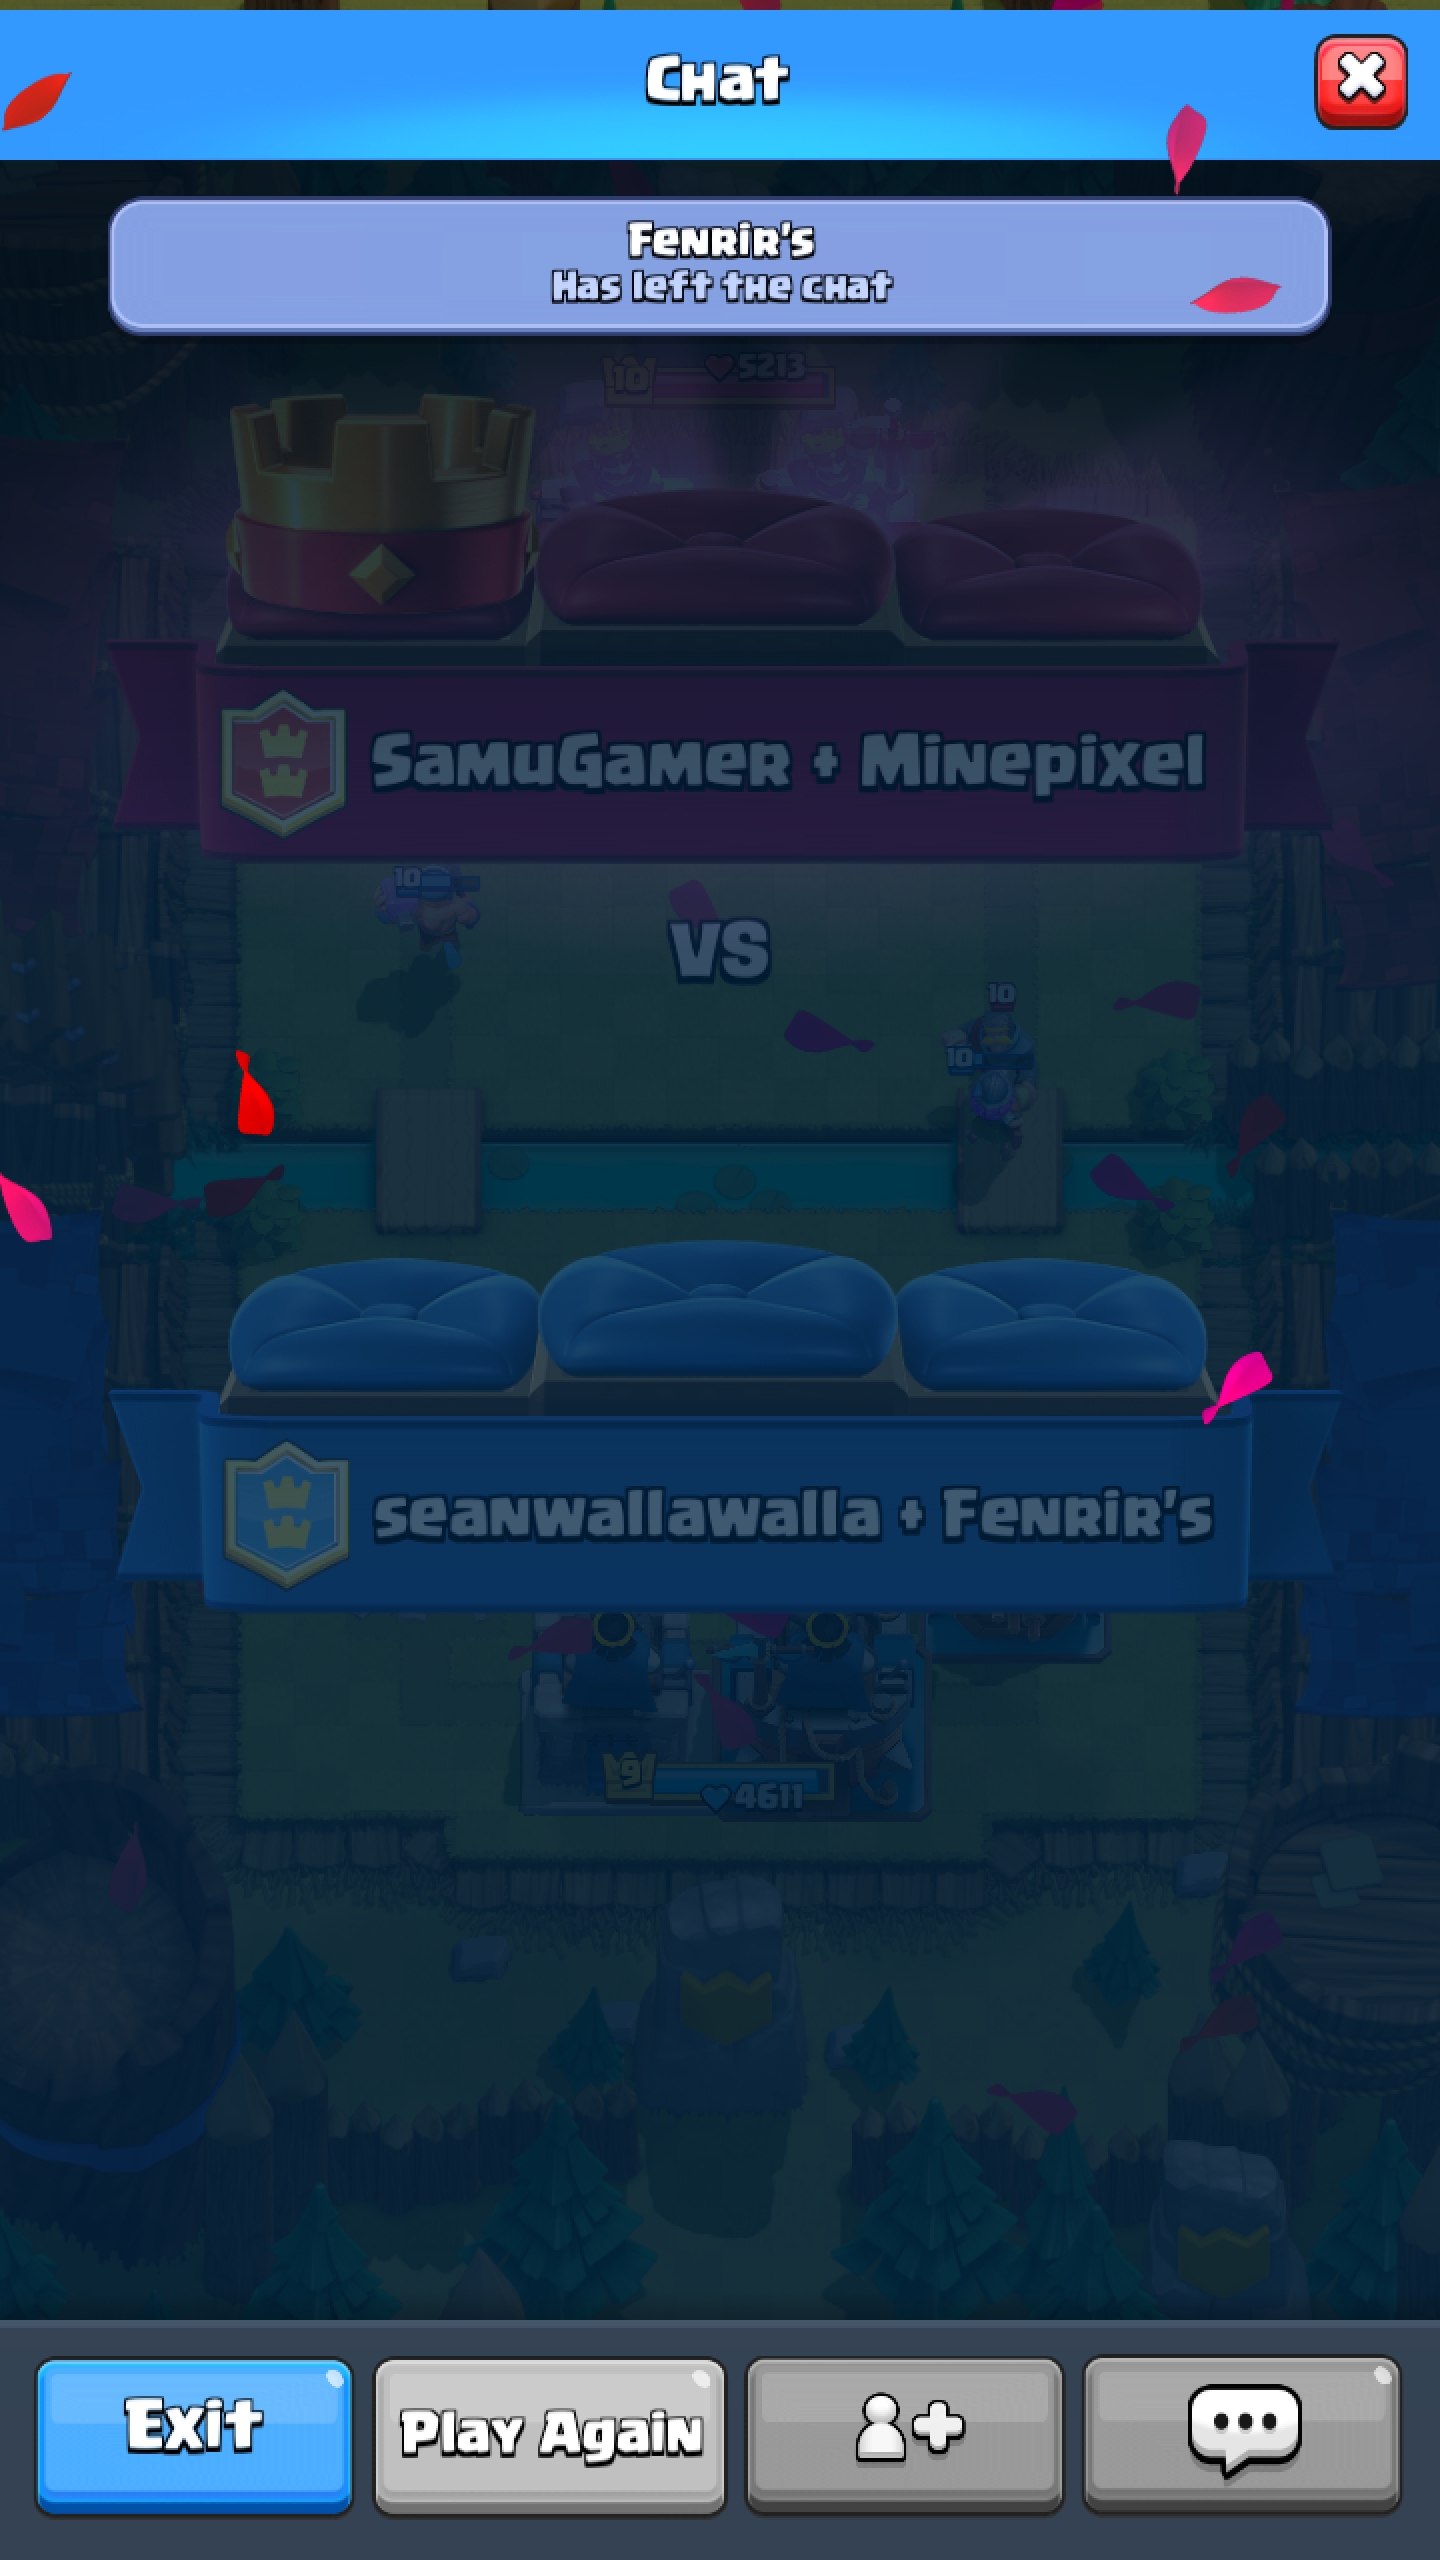 Chat
Fenrir's
Has left the chat
10
5213
SamuGamer + Minepixel
10
VS
10
10
seanwallawalla + Fenrir's
9
4611
Exit
Play Again